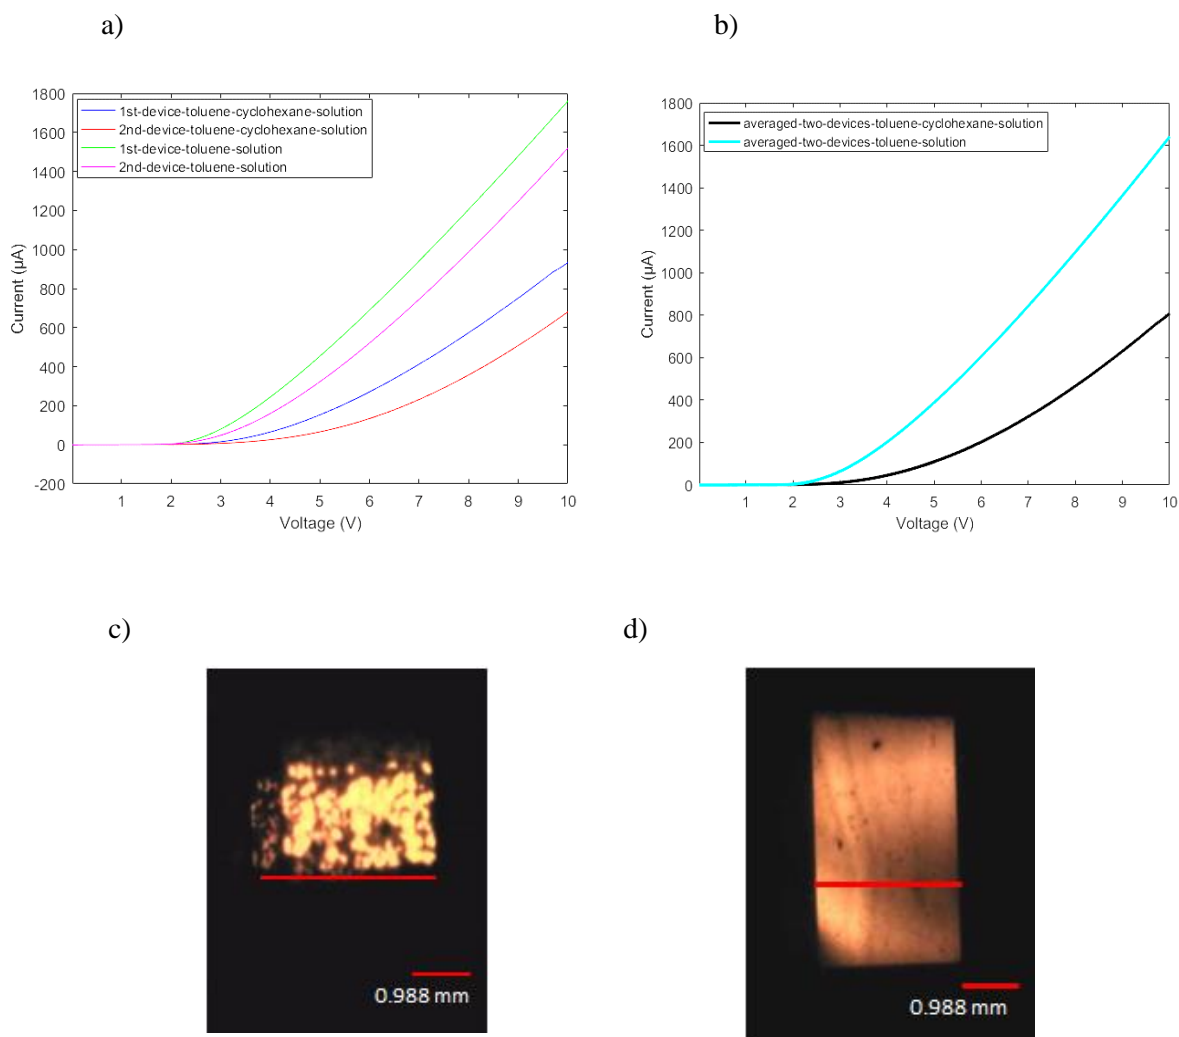 a)
1800
1600
1400
1200
1000
800
600
400
200
0
-200
1st-device-toluene-cyclohexane-solution
2nd-device-toluene-cyclohexane-solution
1st-device-toluene-solution
2nd-device-toluene-solution
Current (µA)
1 2 3 4 5 6 7 8 9 10
Voltage (V)
b)
1800
1600
1400
1200
1000
800
600
400
200
0
averaged-two-devices-toluene-cyclohexane-solution
averaged-two-devices-toluene-solution
Current (µA)
1 2 3 4 5 6 7 8 9 10
Voltage (V)
c)
0.988 mm
d)
0.988 mm